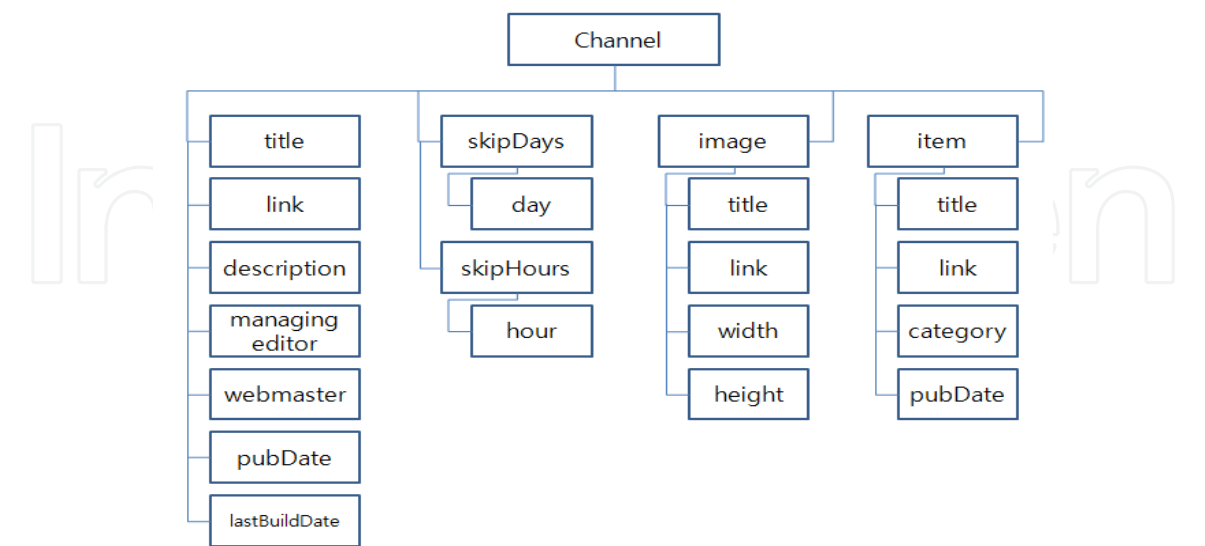 Channel
title
link
description
managing
editor
webmaster
pubDate
lastBuildDate
skipDays
day
skipHours
hour
image
title
link
width
height
item
title
link
category
pubDate